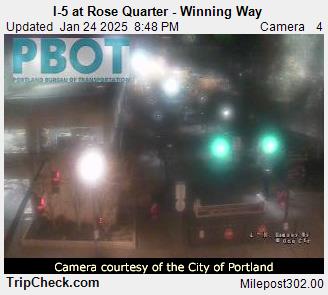 I-5 at Rose Quarter - Winning Way
Updated Jan 24 2025 8:48 PM Camera 4
PBOT
PORTLAND BUREAU OF TRANSPORTATION
Camera courtesy of the City of Portland
TripCheck.com Milepost302.00